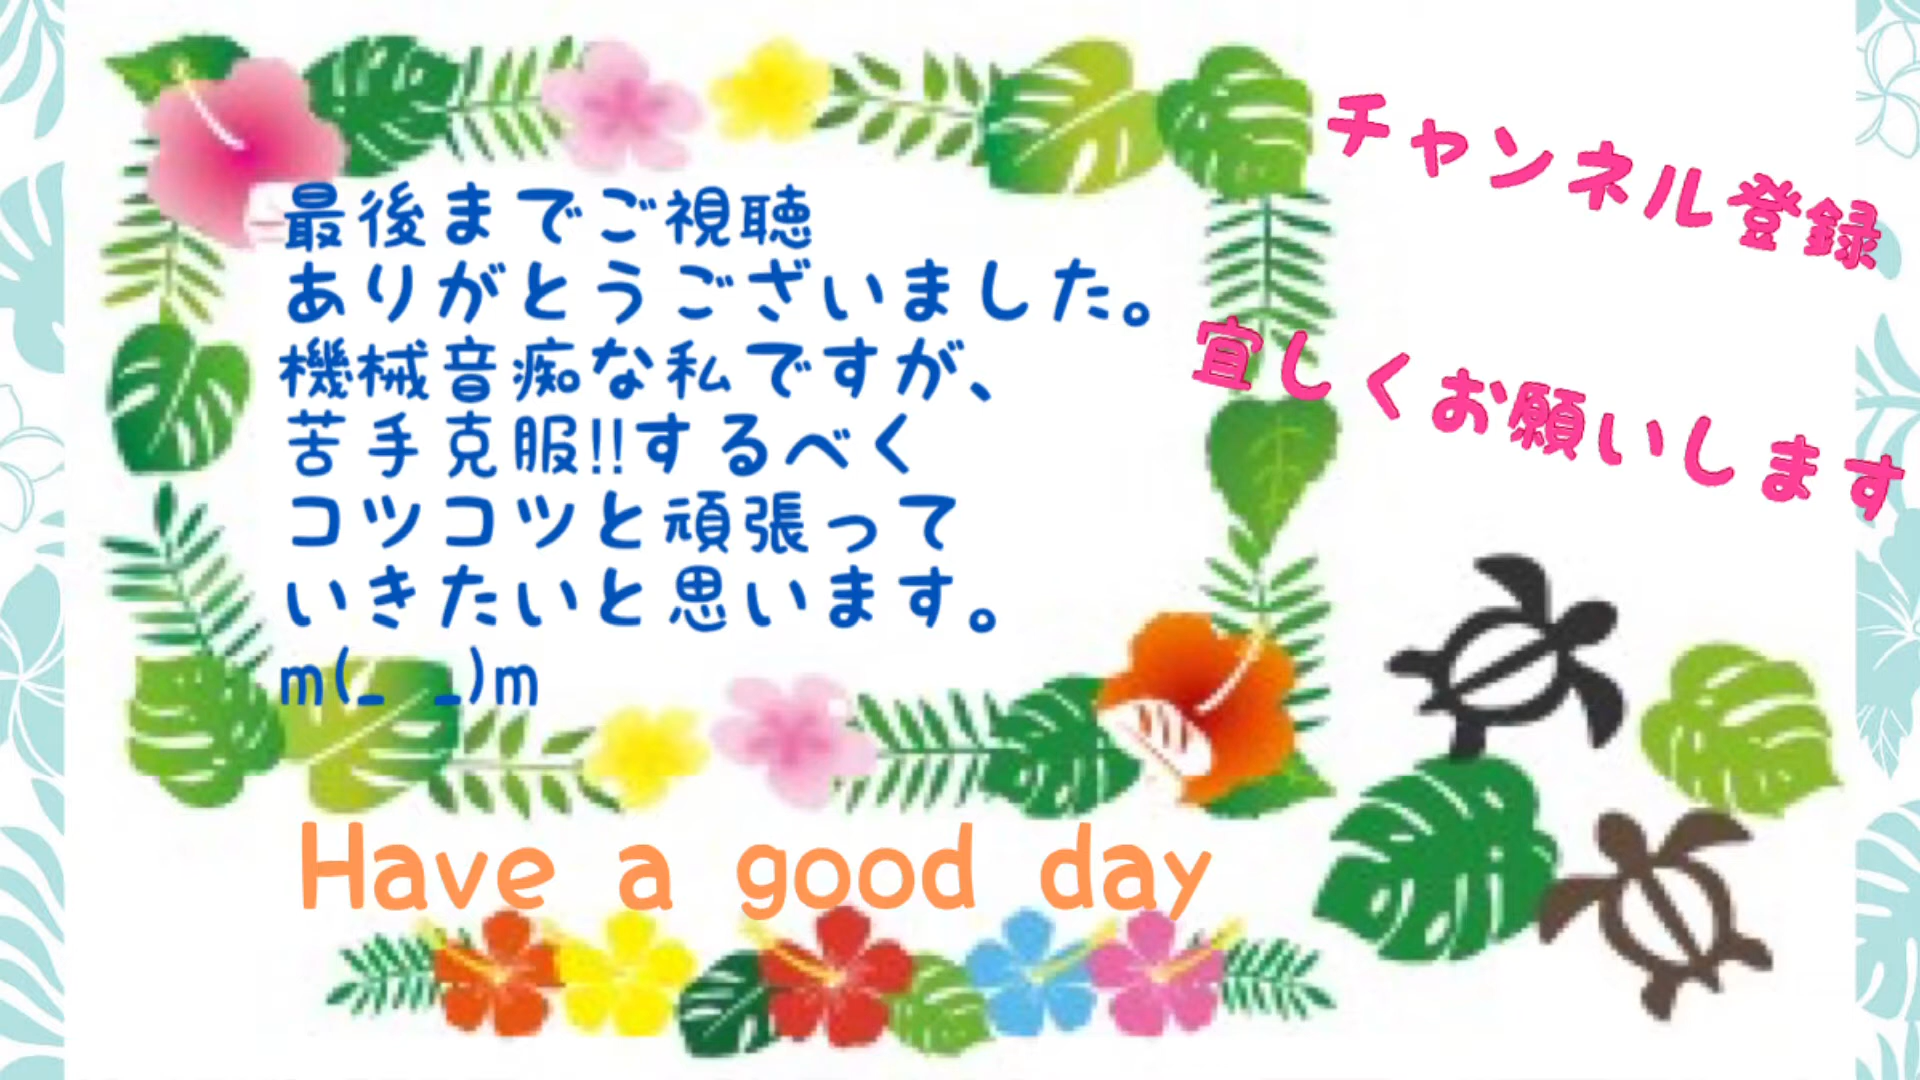 最後までご視聴
ありがとうございました。
機械音痴な私ですが、
苦手克服!!するべく
コツコツと頑張って
いきたいと思います。
m(_ _)m
チャンネル登録
宜しくお願いします
Have a good day